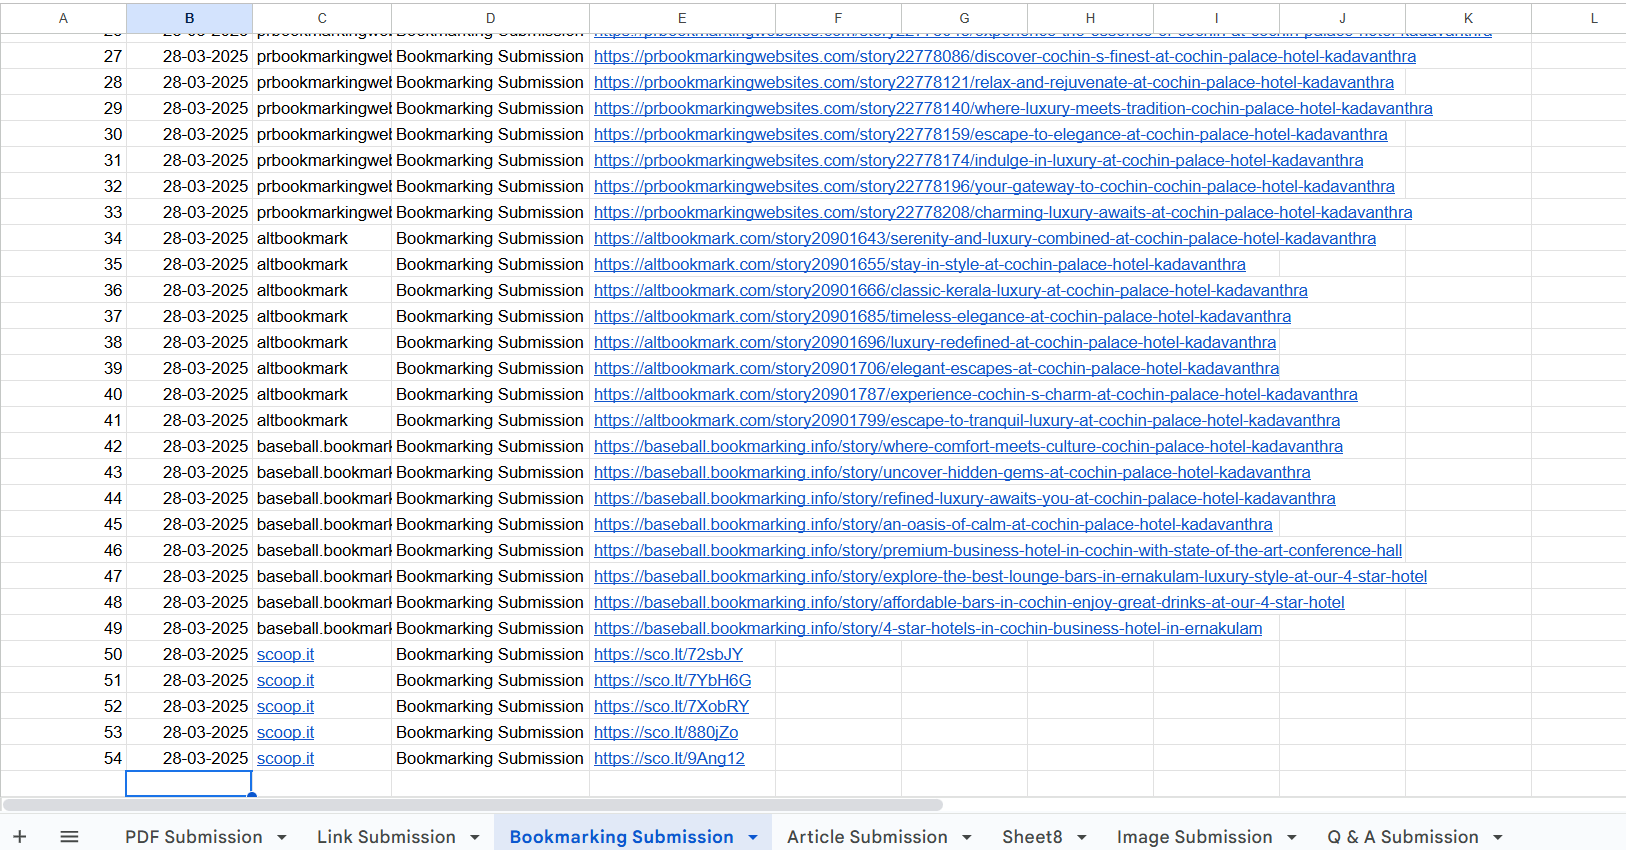 A B C D E F G H I J K L
27 28-03-2025 prbookmarkingwel Bookmarking Submission https://prbookmarkingwebsites.com/story22778086/discover-cochin-s-finest-at-cochin-palace-hotel-kadavanthra
28 28-03-2025 prbookmarkingwel Bookmarking Submission https://prbookmarkingwebsites.com/story22778121/relax-and-rejuvenate-at-cochin-palace-hotel-kadavanthra
29 28-03-2025 prbookmarkingwel Bookmarking Submission https://prbookmarkingwebsites.com/story22778140/where-luxury-meets-tradition-cochin-palace-hotel-kadavanthra
30 28-03-2025 prbookmarkingwel Bookmarking Submission https://prbookmarkingwebsites.com/story22778159/escape-to-elegance-at-cochin-palace-hotel-kadavanthra
31 28-03-2025 prbookmarkingwel Bookmarking Submission https://prbookmarkingwebsites.com/story22778174/indulge-in-luxury-at-cochin-palace-hotel-kadavanthra
32 28-03-2025 prbookmarkingwel Bookmarking Submission https://prbookmarkingwebsites.com/story22778196/your-gateway-to-cochin-cochin-palace-hotel-kadavanthra
33 28-03-2025 prbookmarkingwel Bookmarking Submission https://prbookmarkingwebsites.com/story22778208/charming-luxury-awaits-at-cochin-palace-hotel-kadavanthra
34 28-03-2025 altbookmark Bookmarking Submission https://altbookmark.com/story20901643/serenity-and-luxury-combined-at-cochin-palace-hotel-kadavanthra
35 28-03-2025 altbookmark Bookmarking Submission https://altbookmark.com/story20901655/stay-in-style-at-cochin-palace-hotel-kadavanthra
36 28-03-2025 altbookmark Bookmarking Submission https://altbookmark.com/story20901666/classic-kerala-luxury-at-cochin-palace-hotel-kadavanthra
37 28-03-2025 altbookmark Bookmarking Submission https://altbookmark.com/story20901685/timeless-elegance-at-cochin-palace-hotel-kadavanthra
38 28-03-2025 altbookmark Bookmarking Submission https://altbookmark.com/story20901696/luxury-redefined-at-cochin-palace-hotel-kadavanthra
39 28-03-2025 altbookmark Bookmarking Submission https://altbookmark.com/story20901706/elegant-escapes-at-cochin-palace-hotel-kadavanthra
40 28-03-2025 altbookmark Bookmarking Submission https://altbookmark.com/story20901787/experience-cochin-s-charm-at-cochin-palace-hotel-kadavanthra
41 28-03-2025 altbookmark Bookmarking Submission https://altbookmark.com/story20901799/escape-to-tranquil-luxury-at-cochin-palace-hotel-kadavanthra
42 28-03-2025 baseball.bookmark Bookmarking Submission https://baseball.bookmarking.info/story/where-comfort-meets-culture-cochin-palace-hotel-kadavanthra
43 28-03-2025 baseball.bookmark Bookmarking Submission https://baseball.bookmarking.info/story/uncover-hidden-gems-at-cochin-palace-hotel-kadavanthra
44 28-03-2025 baseball.bookmark Bookmarking Submission https://baseball.bookmarking.info/story/refined-luxury-awaits-you-at-cochin-palace-hotel-kadavanthra
45 28-03-2025 baseball.bookmark Bookmarking Submission https://baseball.bookmarking.info/story/an-oasis-of-calm-at-cochin-palace-hotel-kadavanthra
46 28-03-2025 baseball.bookmark Bookmarking Submission https://baseball.bookmarking.info/story/premium-business-hotel-in-cochin-with-state-of-the-art-conference-hall
47 28-03-2025 baseball.bookmark Bookmarking Submission https://baseball.bookmarking.info/story/explore-the-best-lounge-bars-in-ernakulam-luxury-style-at-our-4-star-hotel
48 28-03-2025 baseball.bookmark Bookmarking Submission https://baseball.bookmarking.info/story/affordable-bars-in-cochin-enjoy-great-drinks-at-our-4-star-hotel
49 28-03-2025 baseball.bookmark Bookmarking Submission https://baseball.bookmarking.info/story/4-star-hotels-in-cochin-business-hotel-in-ernakulam
50 28-03-2025 scoop.it Bookmarking Submission https://sco.lt/72sbJY
51 28-03-2025 scoop.it Bookmarking Submission https://sco.lt/7YbH6G
52 28-03-2025 scoop.it Bookmarking Submission https://sco.lt/7XobRY
53 28-03-2025 scoop.it Bookmarking Submission https://sco.lt/880jZo
54 28-03-2025 scoop.it Bookmarking Submission https://sco.lt/9Ang12
PDF Submission Link Submission Bookmarking Submission Article Submission Sheet8 Image Submission Q & A Submission